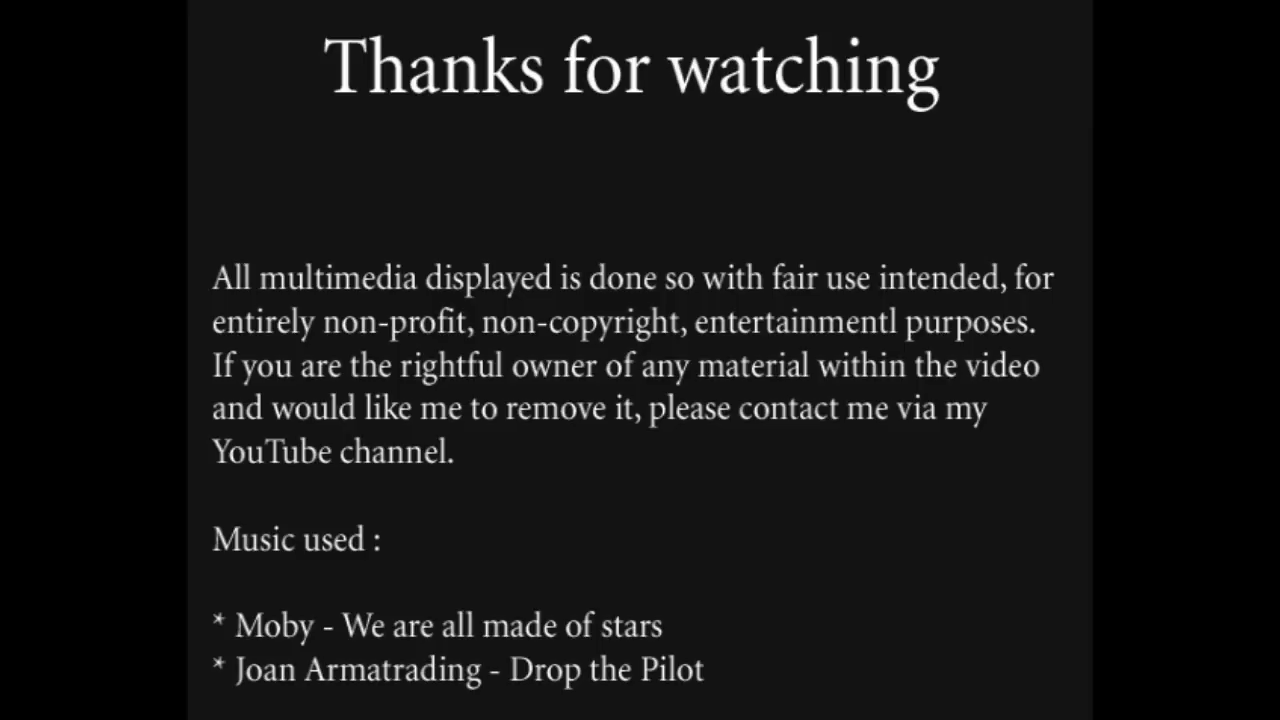 Thanks for watching
All multimedia displayed is done so with fair use intended, for
entirely non-profit, non-copyright, entertainmentl purposes.
If you are the rightful owner of any material within the video
and would like me to remove it, please contact me via my
YouTube channel.
Music used :
* Moby - We are all made of stars
* Joan Armatrading - Drop the Pilot